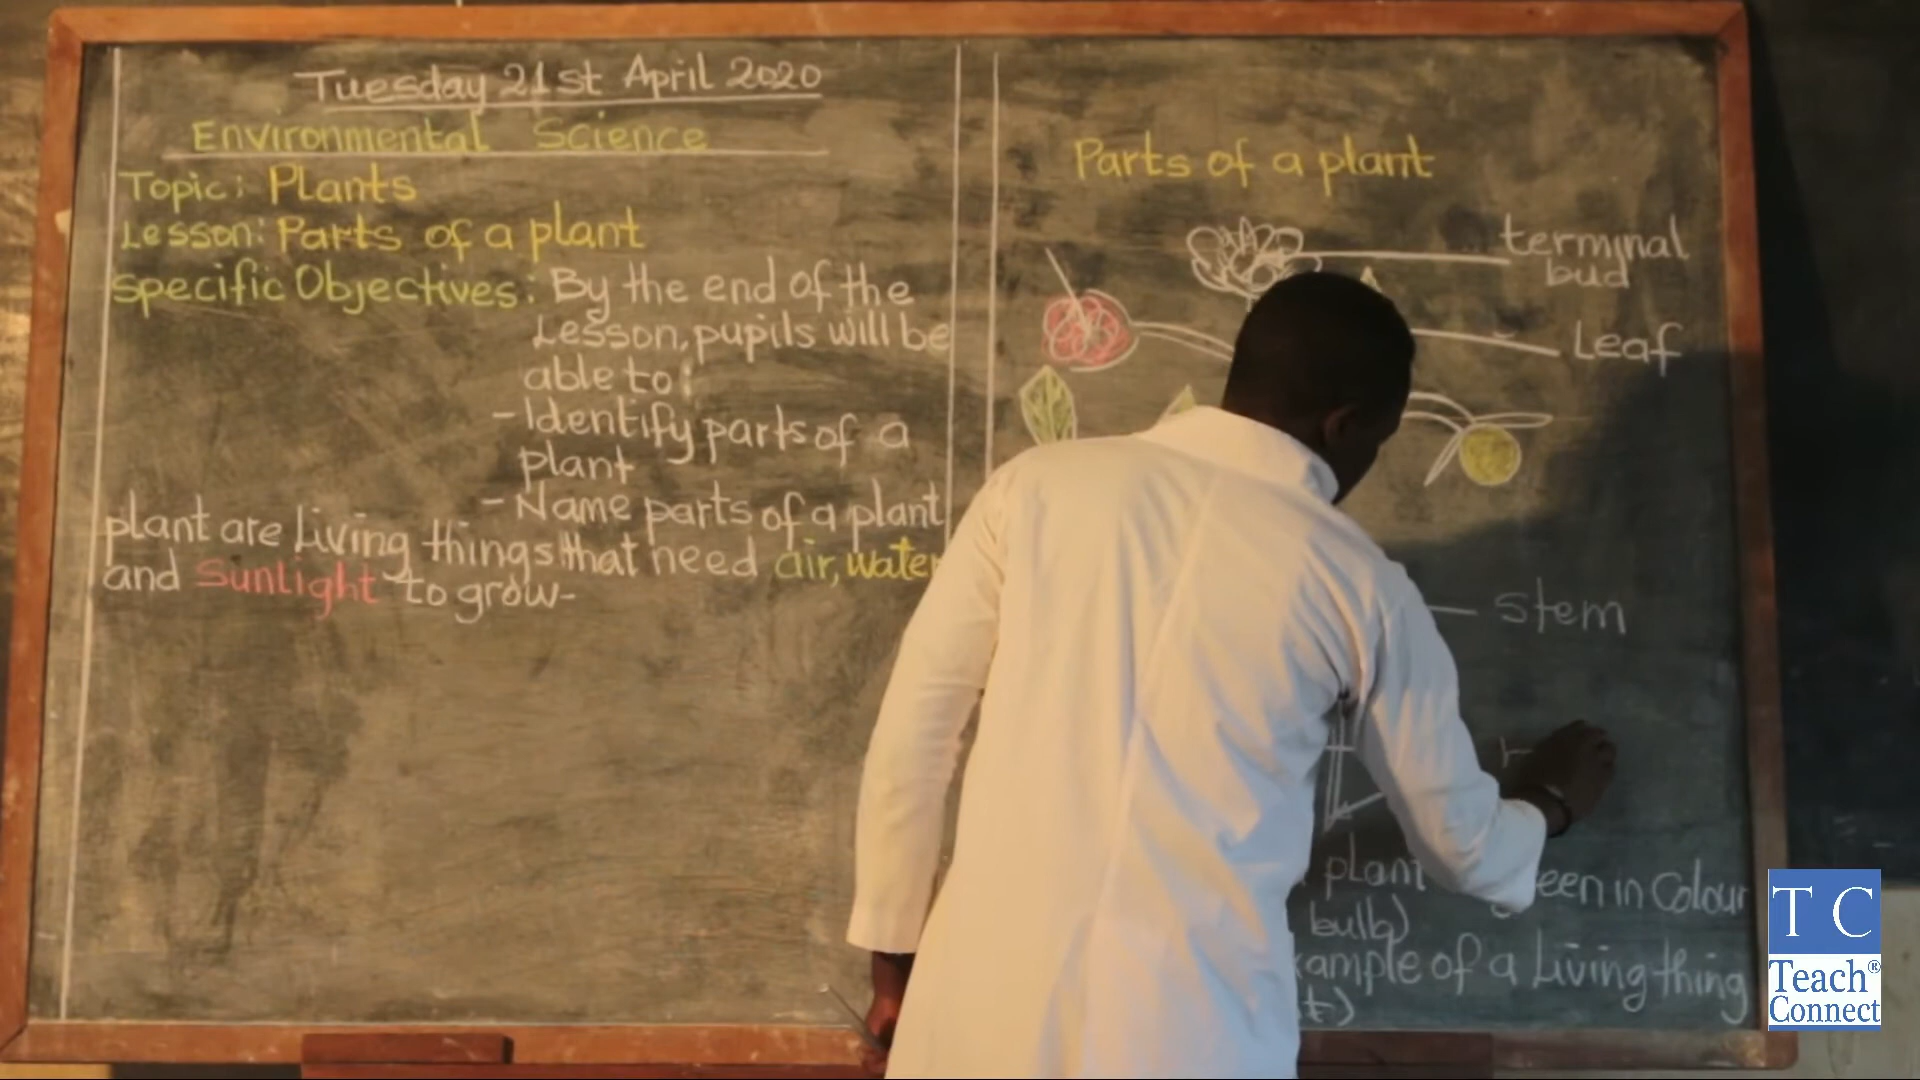 Tuesday 21st April 2020
Environmental Science
Topic: Plants
Lesson: Parts of a plant
Specific Objectives: By the end of the
Lesson, pupils will be
able to:
- Identify parts of a
plant
- Name parts of a plant
plant are Living things that need air, water
and Sunlight to grow-
Parts of a plant
terminal
bud
Leaf
stem
plant
in Colour
bulb)
of a Living thing
T C
Teach®
Connect